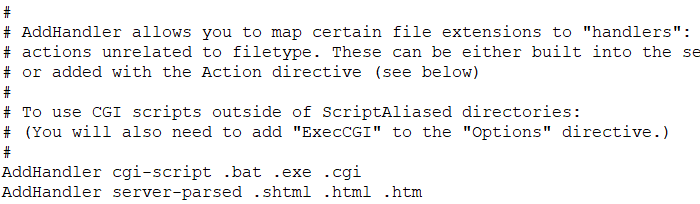 #
# AddHandler allows you to map certain file extensions to "handlers":
# actions unrelated to filetype. These can be either built into the se
# or added with the Action directive (see below)
#
# To use CGI scripts outside of ScriptAliased directories:
# (You will also need to add "ExecCGI" to the "Options" directive.)
#
AddHandler cgi-script .bat .exe .cgi
AddHandler server-parsed .shtml .html .htm